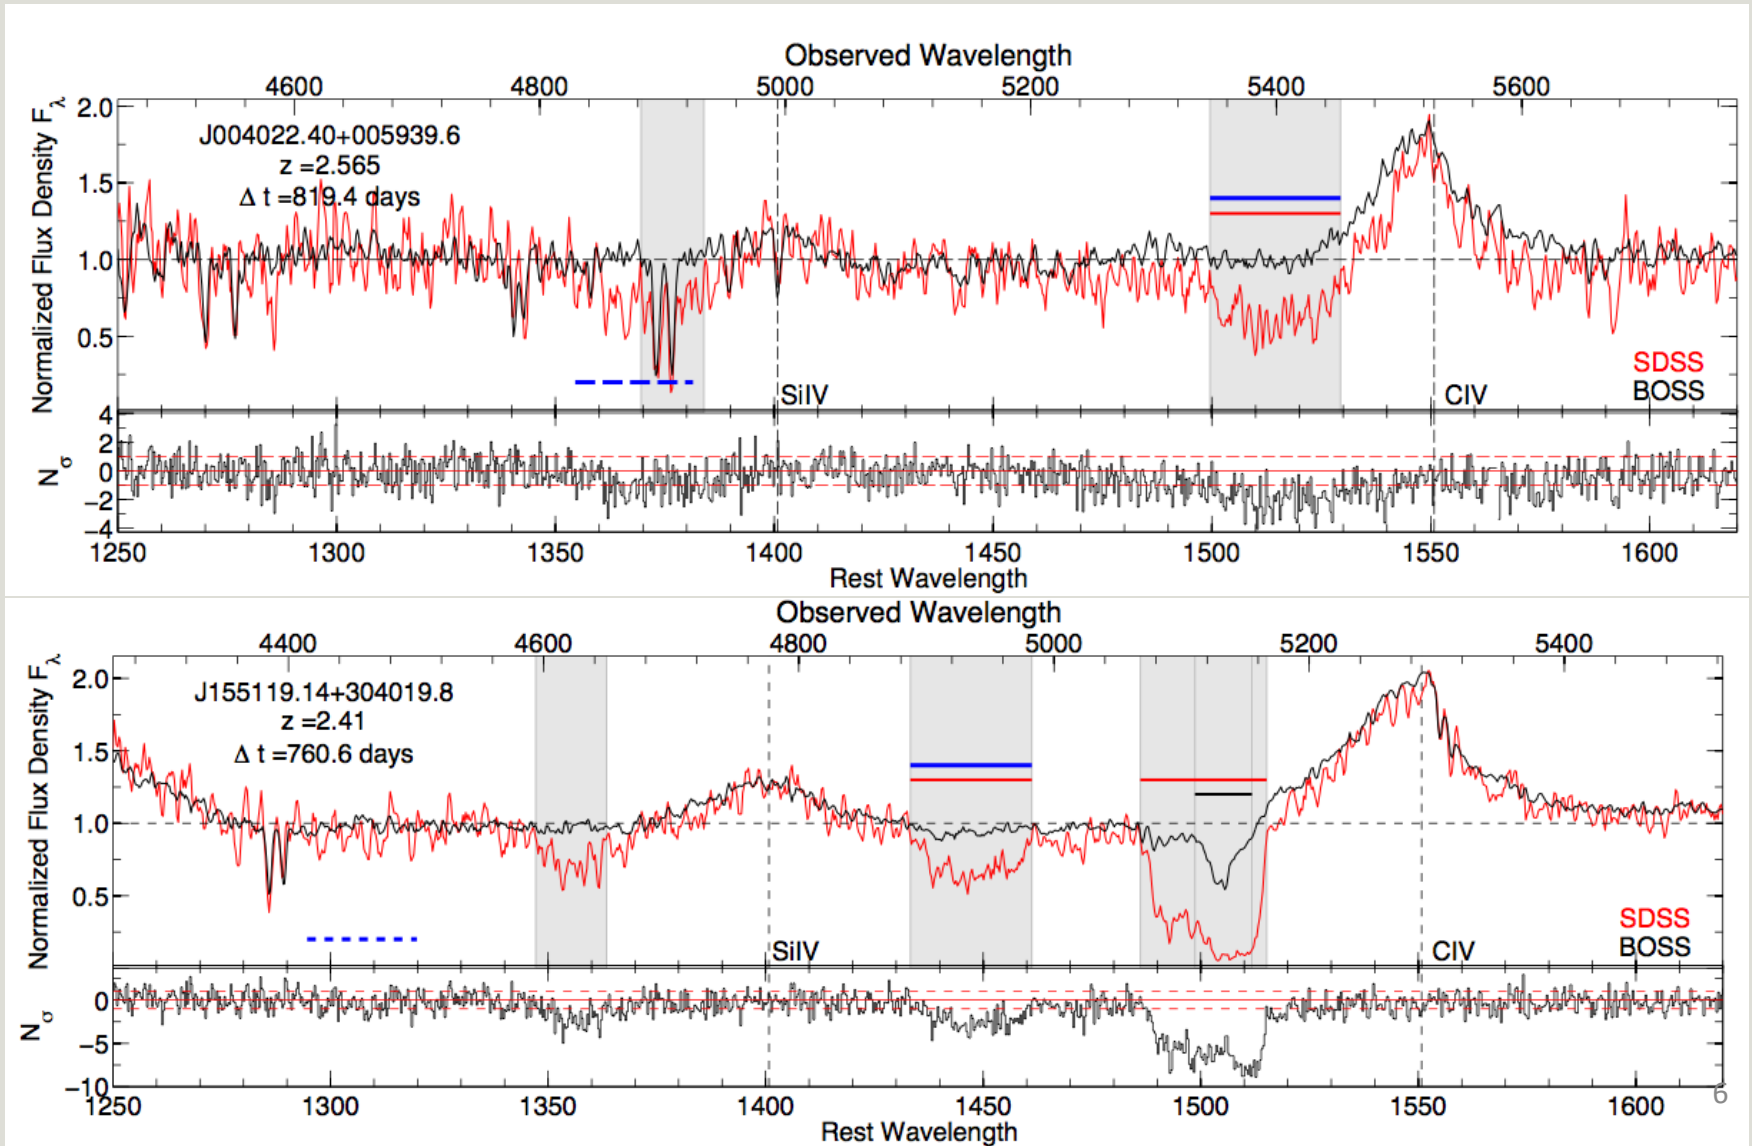 Observed Wavelength
4600 4800 5000 5200 5400 5600
Normalized Flux Density Fλ
2.0
1.5
1.0
0.5
J004022.40+005939.6
z =2.565
Δ t =819.4 days
SiIV
CIV
SDSS
BOSS
Nσ
4
2
0
−2
−4
1250 1300 1350 1400 1450 1500 1550 1600
Rest Wavelength
Observed Wavelength
4400 4600 4800 5000 5200 5400
Normalized Flux Density Fλ
2.0
1.5
1.0
0.5
J155119.14+304019.8
z =2.41
Δ t =760.6 days
SiIV
CIV
SDSS
BOSS
Nσ
0
−5
−10
1250 1300 1350 1400 1450 1500 1550 1600
Rest Wavelength
6